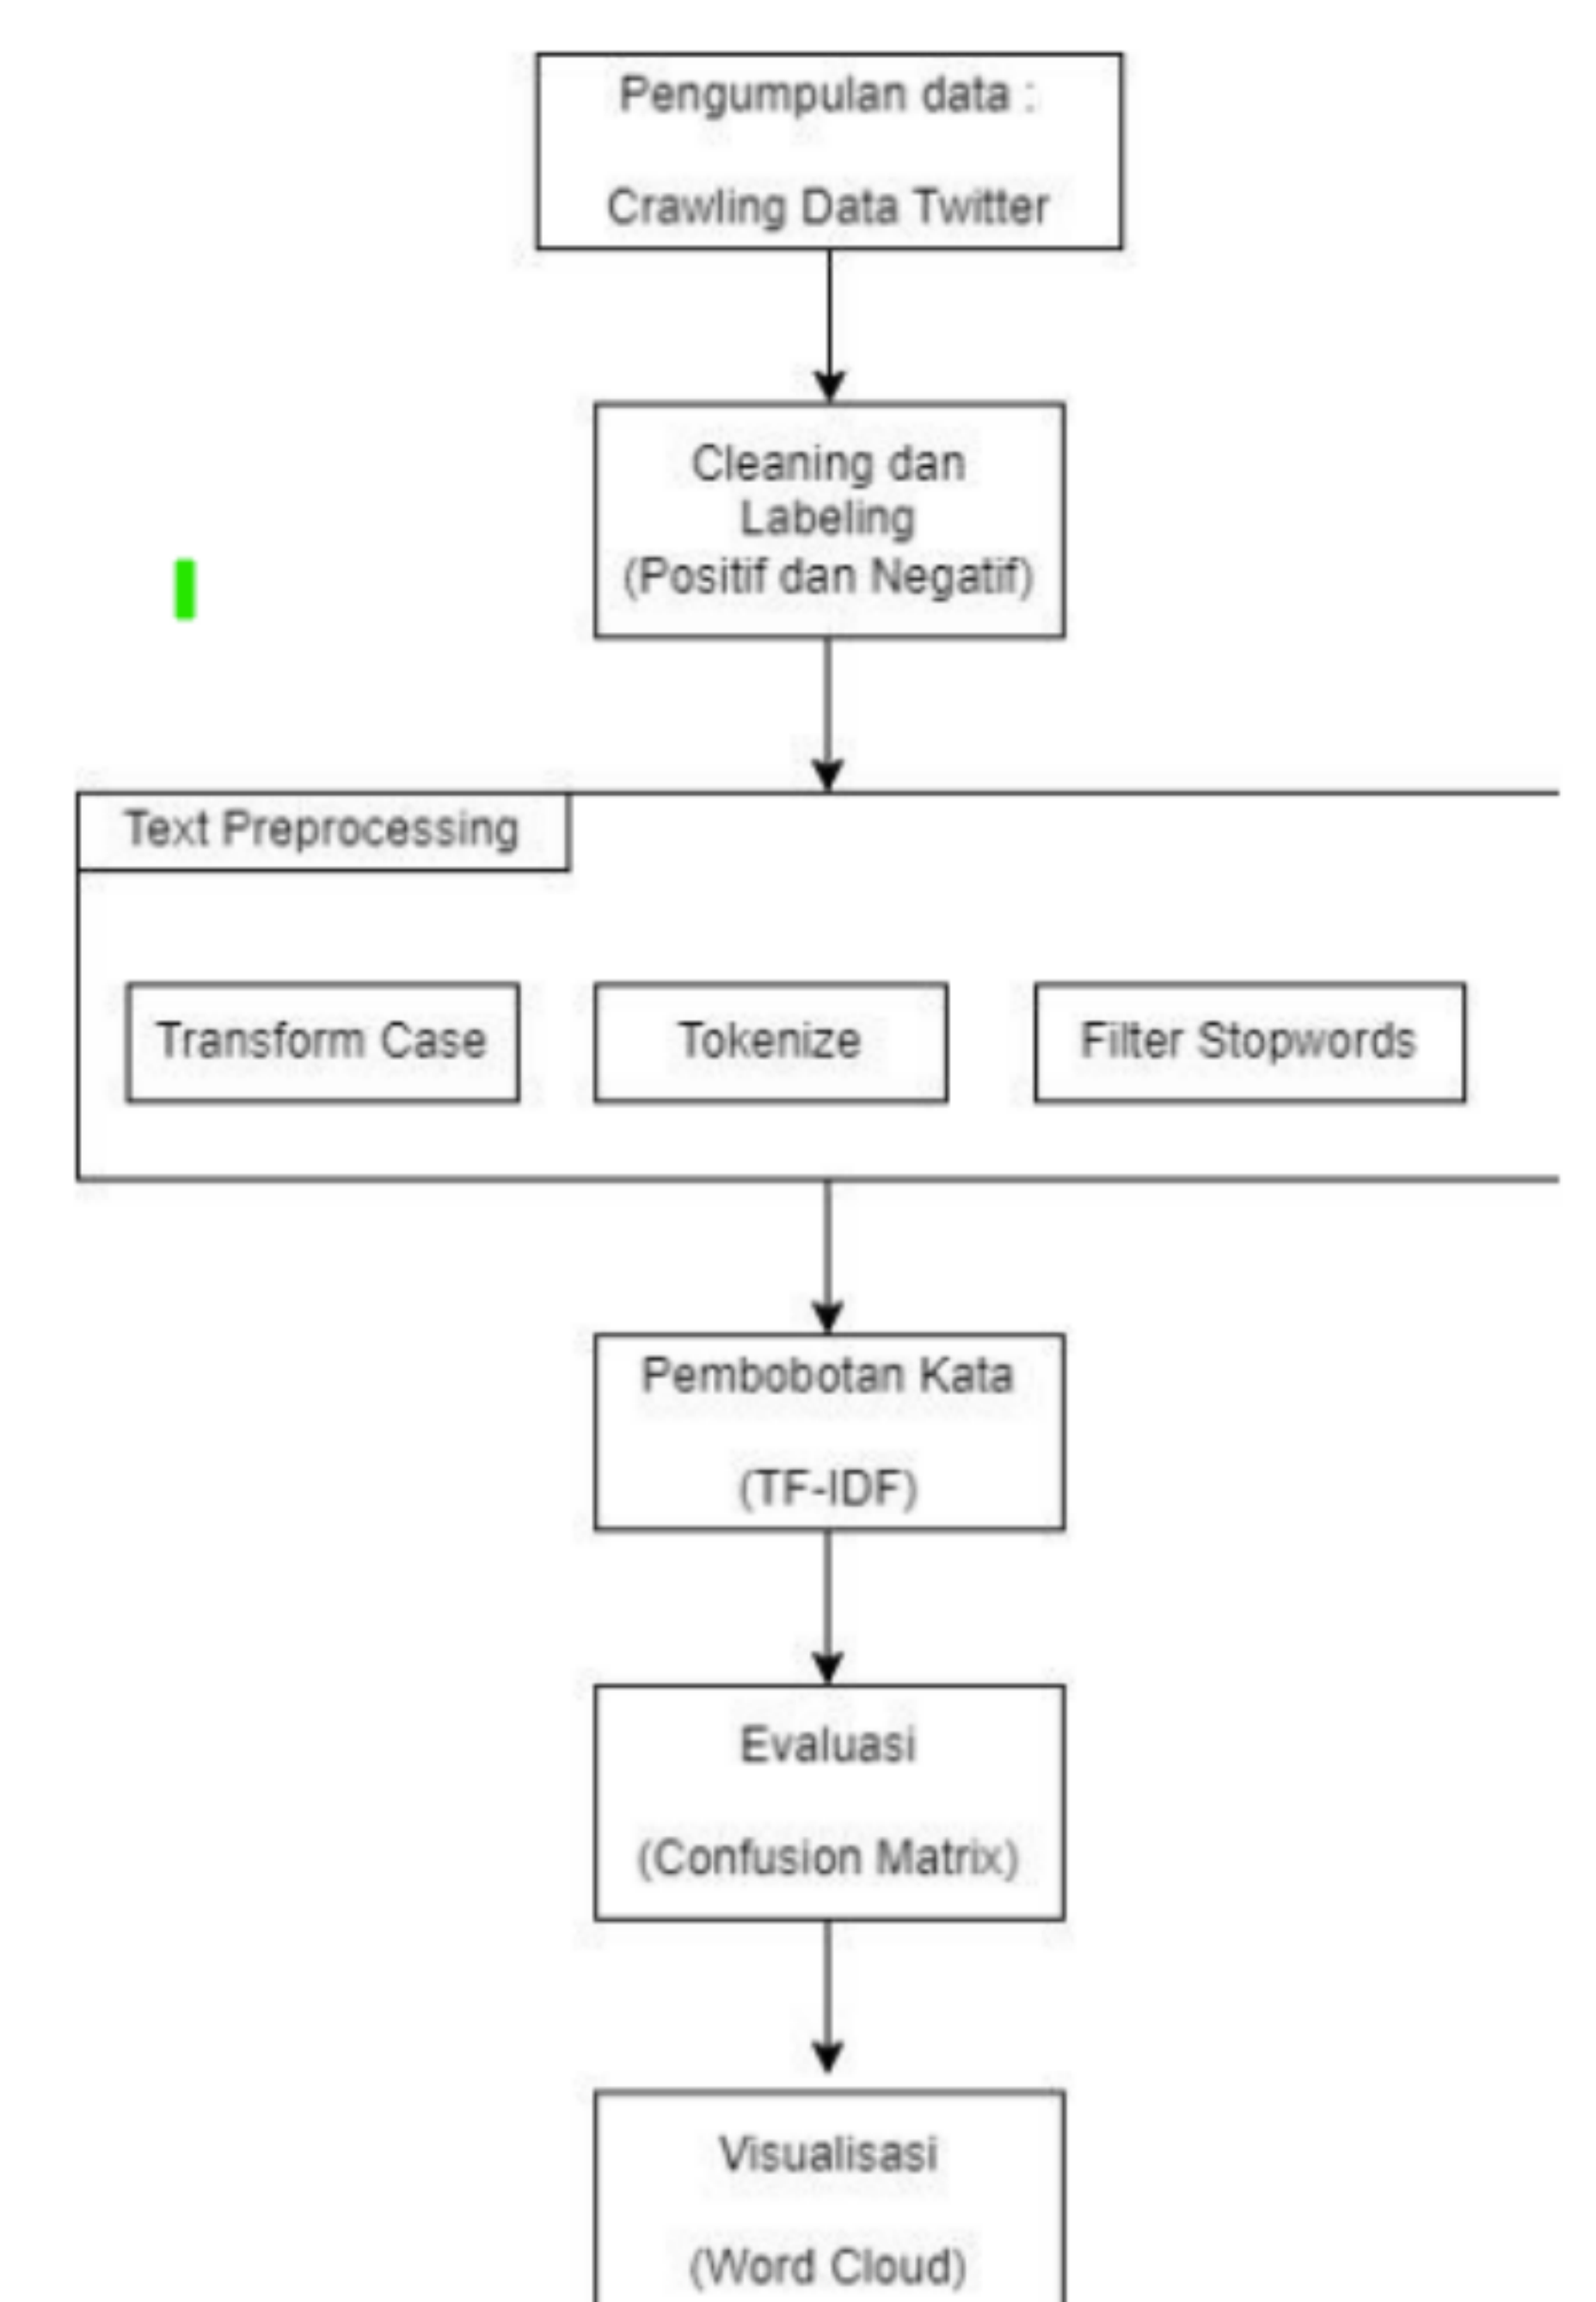 Pengumpulan data :
Crawling Data Twitter
Cleaning dan
Labeling
(Positif dan Negatif)
Text Preprocessing
Transform Case
Tokenize
Filter Stopwords
Pembobotan Kata
(TF-IDF)
Evaluasi
(Confusion Matrix)
Visualisasi
(Word Cloud)